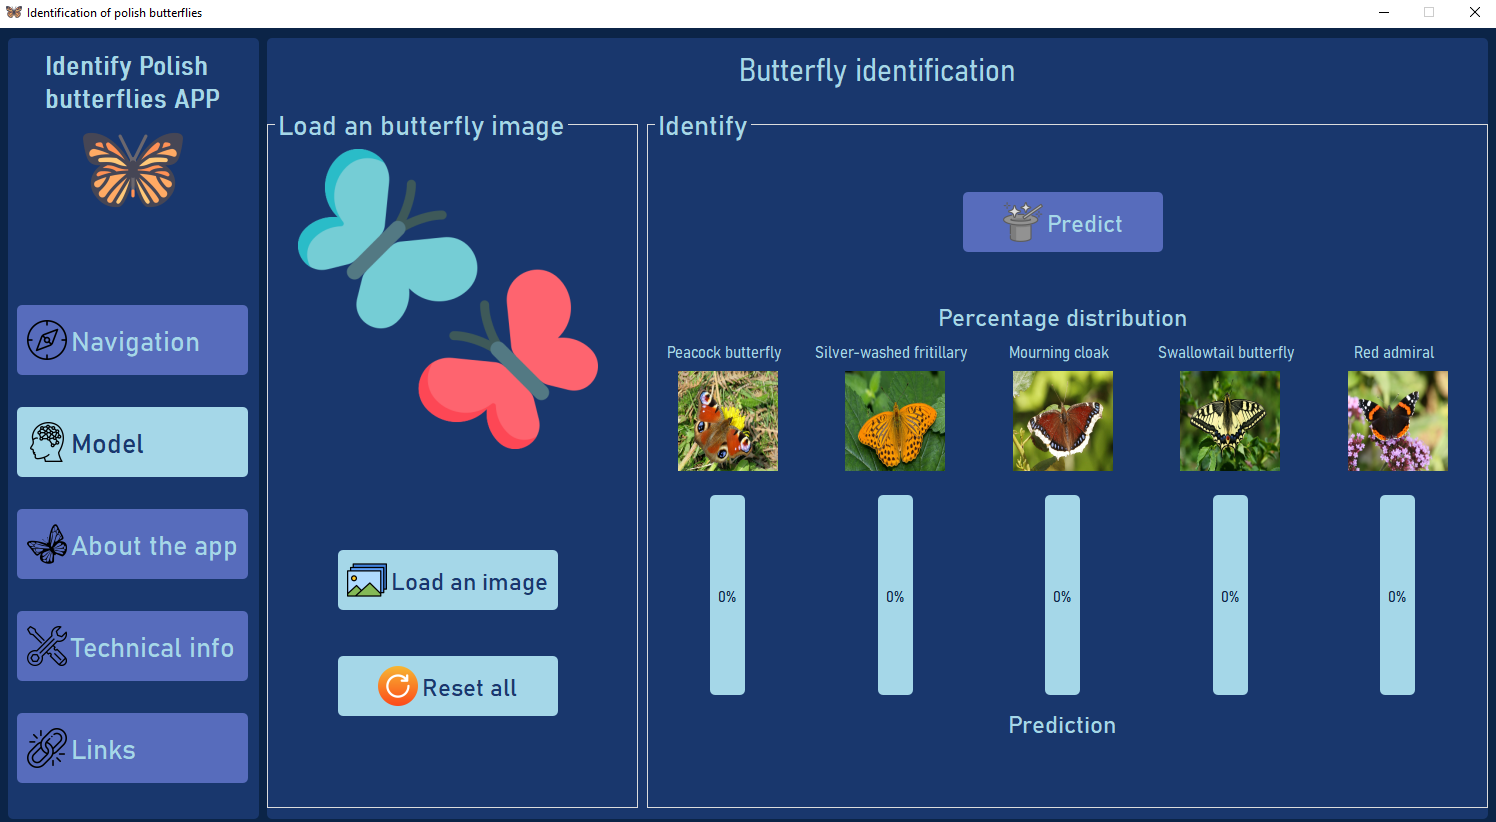 Identification of polish butterflies
Identify Polish
butterflies APP
Navigation
Model
About the app
Technical info
Links
Butterfly identification
Load an butterfly image
Load an image
Reset all
Identify
Predict
Percentage distribution
Peacock butterfly
Silver-washed fritillary
Mourning cloak
Swallowtail butterfly
Red admiral
0%
0%
0%
0%
0%
Prediction